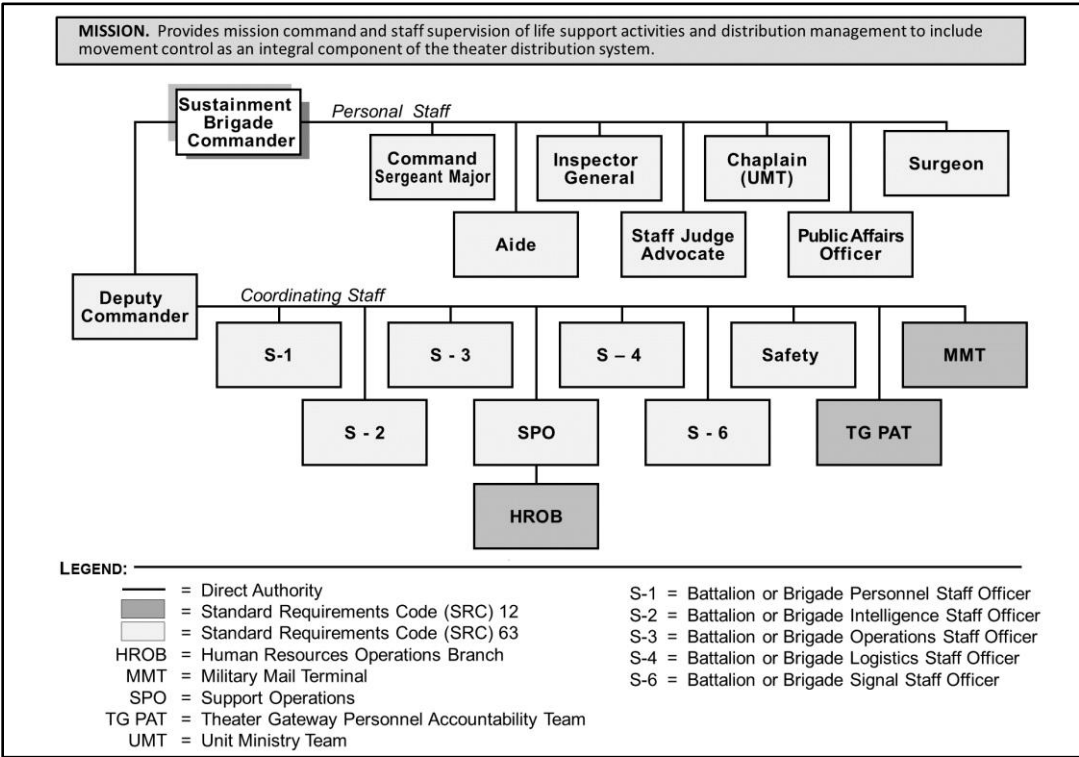 MISSION. Provides mission command and staff supervision of life support activities and distribution management to include
movement control as an integral component of the theater distribution system.
Sustainment
Brigade
Commander
Personal Staff
Command
Sergeant Major
Inspector
General
Chaplain
(UMT)
Surgeon
Aide
Staff Judge
Advocate
Public Affairs
Officer
Deputy
Commander
Coordinating Staff
S-1
S - 3
S – 4
Safety
MMT
S - 2
SPO
S - 6
TG PAT
HROB
LEGEND:
= Direct Authority
= Standard Requirements Code (SRC) 12
= Standard Requirements Code (SRC) 63
HROB = Human Resources Operations Branch
MMT = Military Mail Terminal
SPO = Support Operations
TG PAT = Theater Gateway Personnel Accountability Team
UMT = Unit Ministry Team
S-1 = Battalion or Brigade Personnel Staff Officer
S-2 = Battalion or Brigade Intelligence Staff Officer
S-3 = Battalion or Brigade Operations Staff Officer
S-4 = Battalion or Brigade Logistics Staff Officer
S-6 = Battalion or Brigade Signal Staff Officer